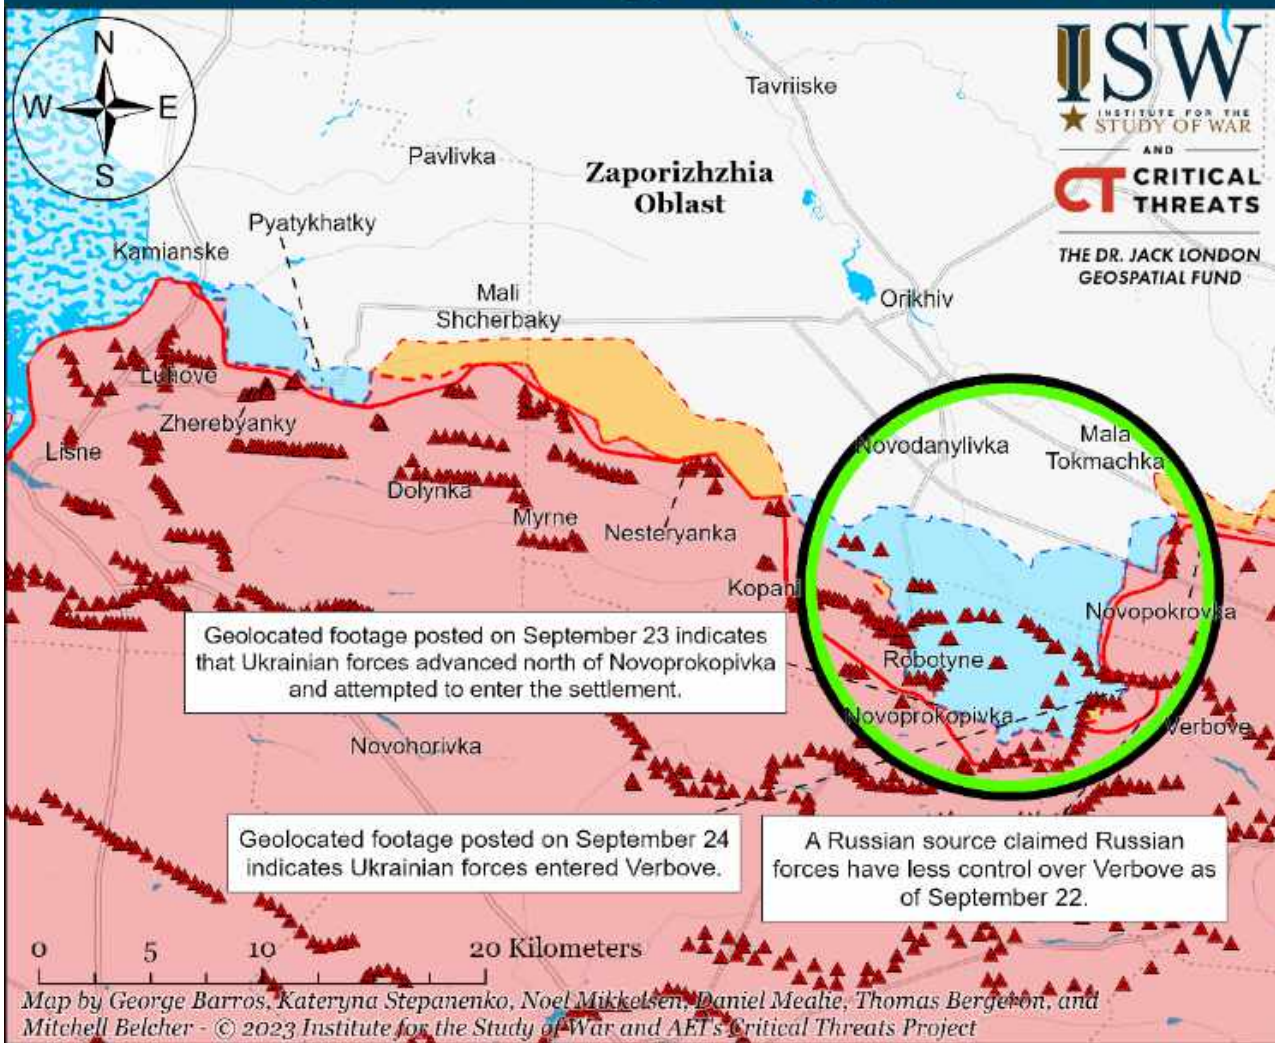 N
W
E
S
ISW
INSTITUTE FOR THE
STUDY OF WAR
AND
CT CRITICAL
THREATS
THE DR. JACK LONDON
GEOSPATIAL FUND
Tavriiske
Pavlivka
Zaporizhzhia
Oblast
Pyatykhatky
Kamianske
Mali
Shcherbaky
Orikhiv
Luhove
Zherebyanky
Lisne
Novodanylivka
Mala
Tokmachka
Dolynka
Myrne
Nesteryanka
Kopani
Novopokrovka
Geolocated footage posted on September 23 indicates
that Ukrainian forces advanced north of Novoprokopivka
and attempted to enter the settlement.
Robotyne
Novoprokopivka
Verbove
Novohorivka
Geolocated footage posted on September 24
indicates Ukrainian forces entered Verbove.
A Russian source claimed Russian
forces have less control over Verbove as
of September 22.
0 5 10 20 Kilometers
Map by George Barros, Kateryna Stepanenko, Noel Mikkelsen, Daniel Mealie, Thomas Bergeron, and
Mitchell Belcher - © 2023 Institute for the Study of War and AEI's Critical Threats Project